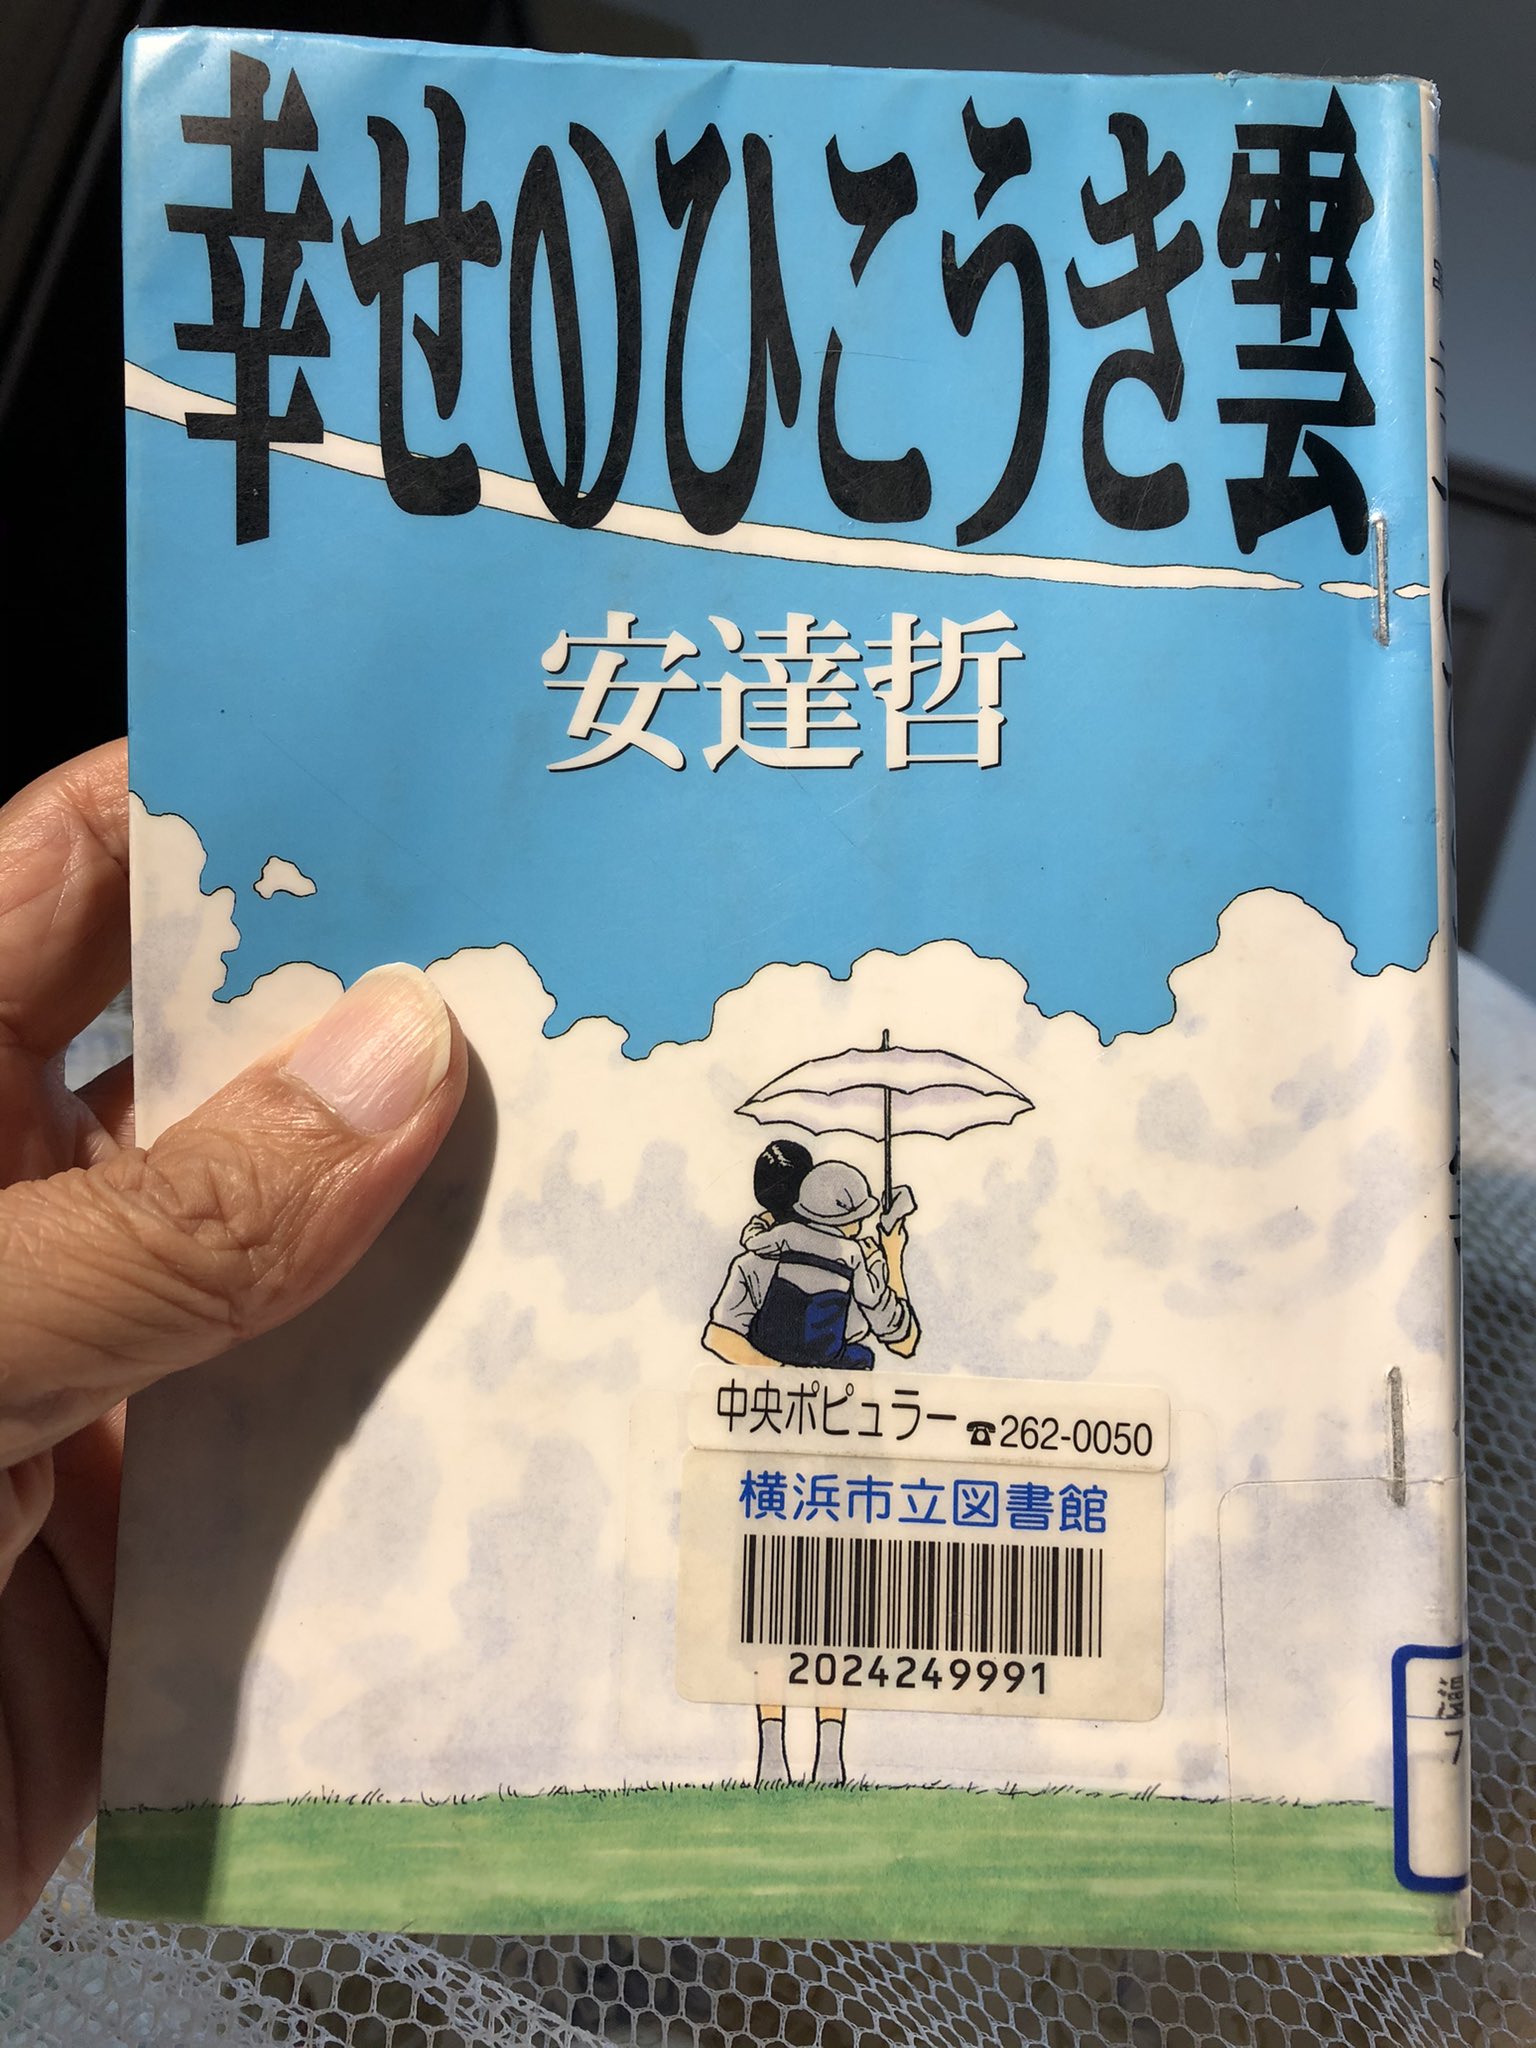 幸せのひこうき雲
安達哲
中央ポピュラー ☎262-0050
横浜市立図書館
2024249991